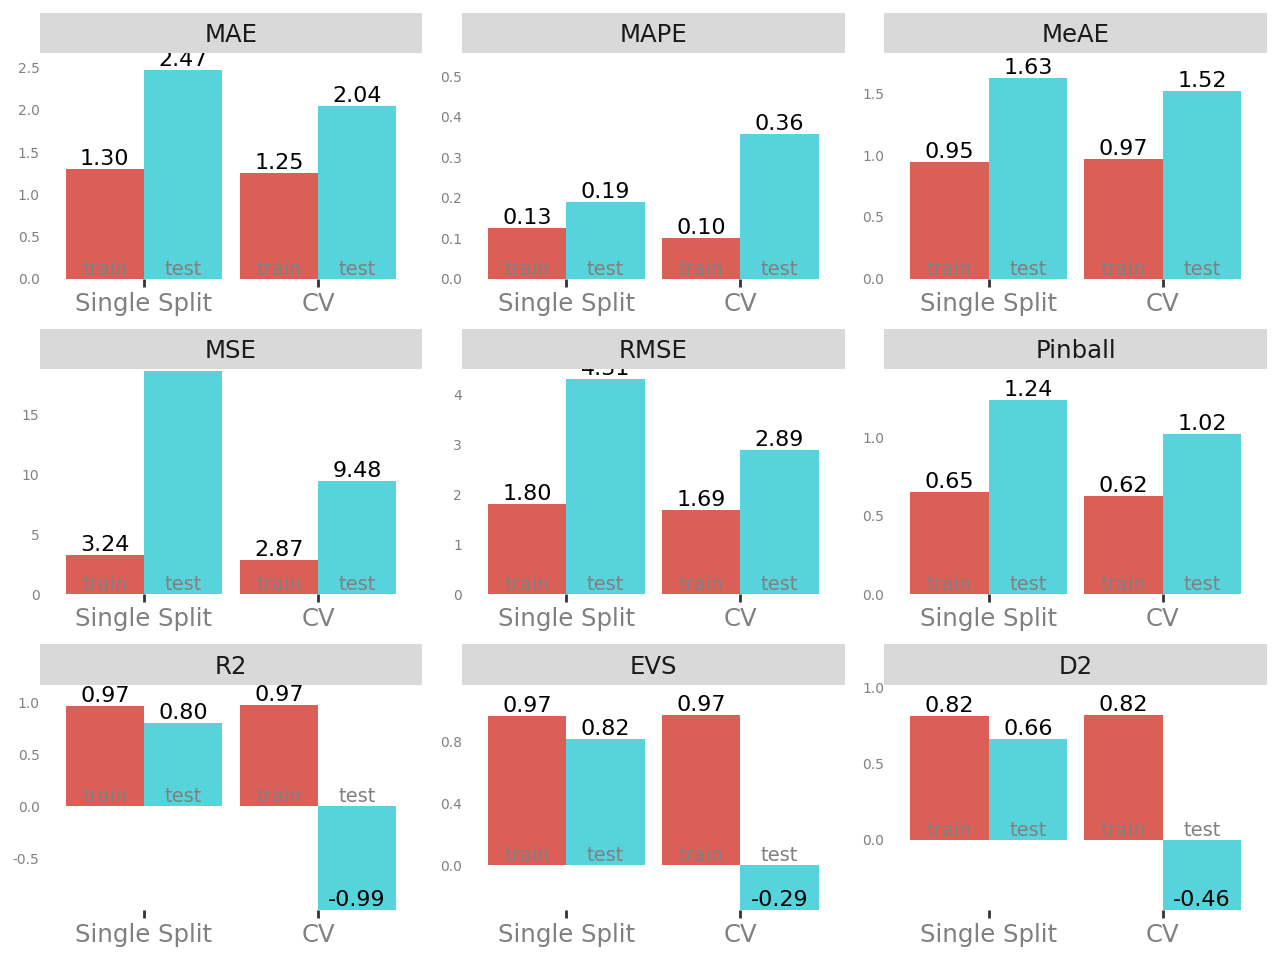 MAE
2.5
2.0
1.5
1.0
0.5
0.0
1.30
2.47
1.25
2.04
train
test
train
test
Single Split
CV
MAPE
0.5
0.4
0.3
0.2
0.1
0.0
0.13
0.19
0.10
0.36
train
test
train
test
Single Split
CV
MeAE
1.5
1.0
0.5
0.0
0.95
1.63
0.97
1.52
train
test
train
test
Single Split
CV
MSE
15
10
5
0
3.24
2.87
9.48
train
test
train
test
Single Split
CV
RMSE
4
3
2
1
0
1.80
4.31
1.69
2.89
train
test
train
test
Single Split
CV
Pinball
1.0
0.5
0.0
0.65
1.24
0.62
1.02
train
test
train
test
Single Split
CV
R2
1.0
0.5
0.0
-0.5
0.97
0.80
0.97
-0.99
train
test
train
test
Single Split
CV
EVS
0.8
0.4
0.0
0.97
0.82
0.97
-0.29
train
test
train
test
Single Split
CV
D2
1.0
0.5
0.0
0.82
0.66
0.82
-0.46
train
test
train
test
Single Split
CV